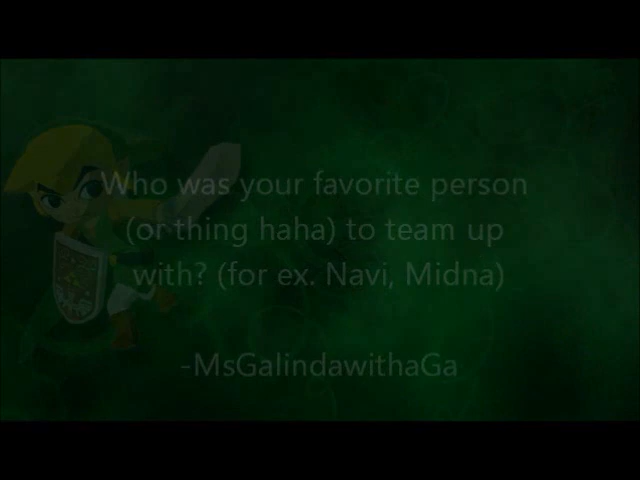 Who was your favorite person
(or thing haha) to team up
with? (for ex. Navi, Midna)
-MsGalindawithaGa